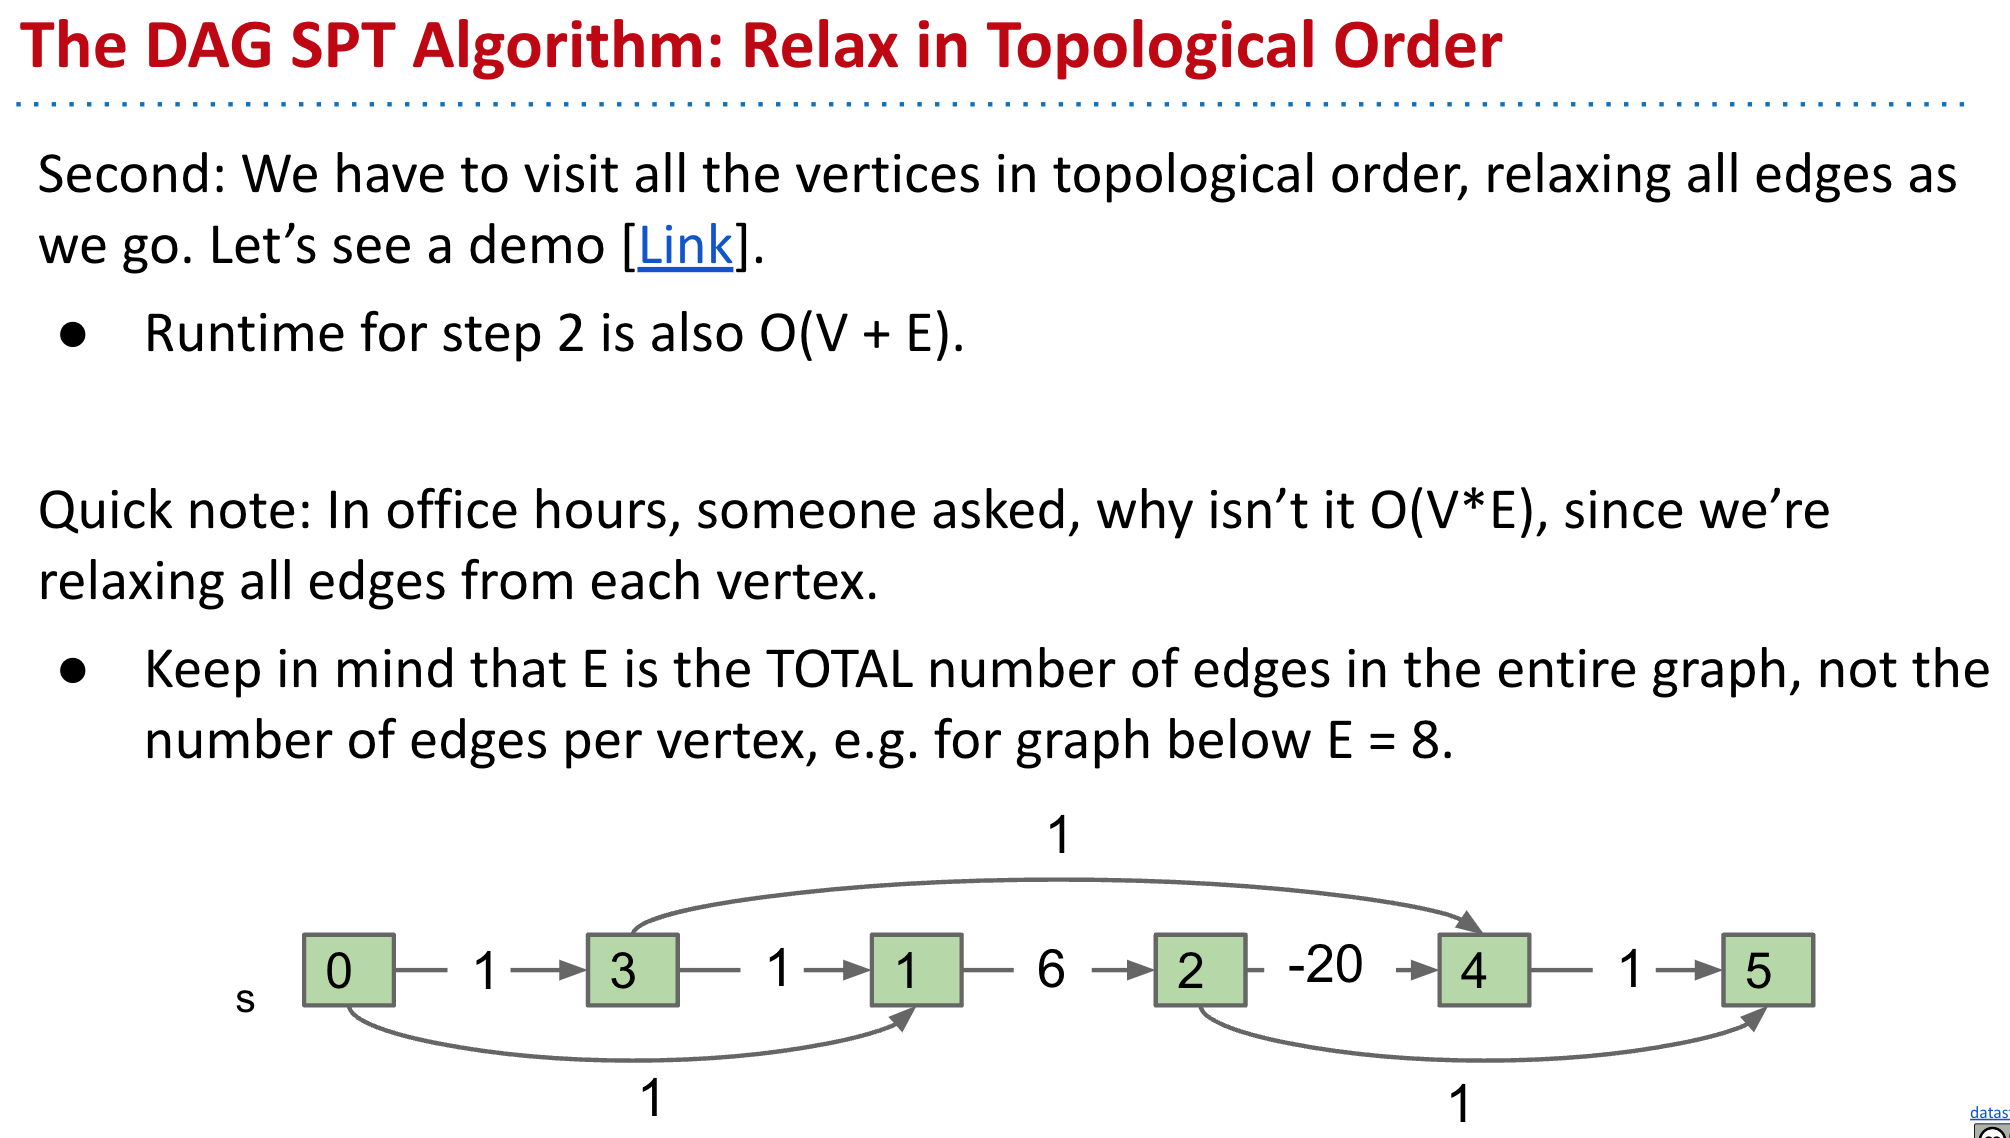 The DAG SPT Algorithm: Relax in Topological Order
Second: We have to visit all the vertices in topological order, relaxing all edges as
we go. Let’s see a demo [Link].
● Runtime for step 2 is also O(V + E).
Quick note: In office hours, someone asked, why isn’t it O(V*E), since we’re
relaxing all edges from each vertex.
● Keep in mind that E is the TOTAL number of edges in the entire graph, not the
number of edges per vertex, e.g. for graph below E = 8.
1
0 1 3 1 1 6 2 -20 4 1 5
s
1 1